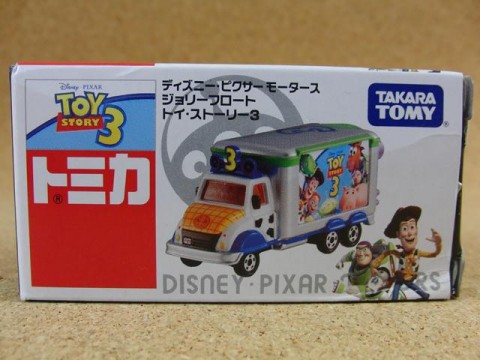 Disney · PIXAR
TOY
STORY
3
トミカ
®
ディズニー・ピクサー モータース
ジョリーフロート
トイ・ストーリー3
TAKARA
TOMY
3
TOY
STORY
3
DISNEY · PIXAR
RS